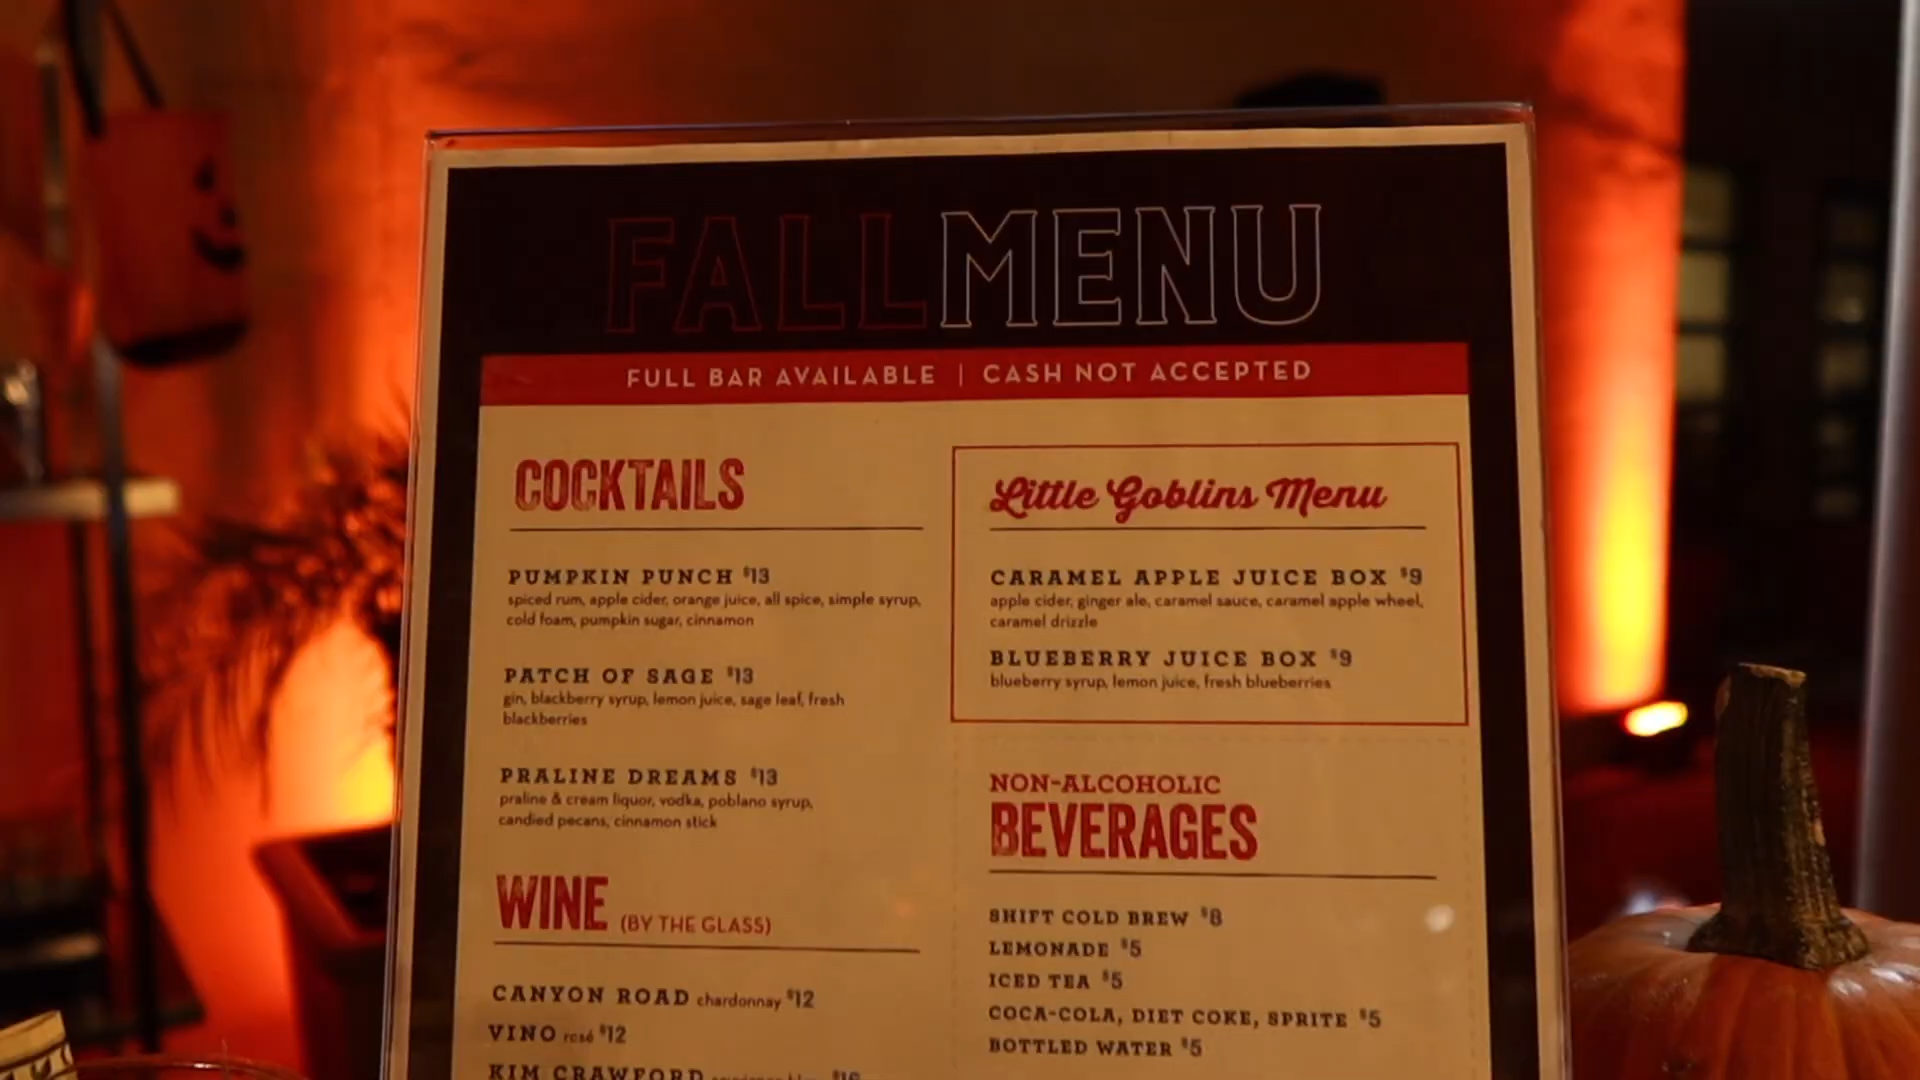 FALL MENU
FULL BAR AVAILABLE | CASH NOT ACCEPTED
COCKTAILS
PUMPKIN PUNCH $13
spiced rum, apple cider, orange juice, all spice, simple syrup,
cold foam, pumpkin sugar, cinnamon
PATCH OF SAGE $13
gin, blackberry syrup, lemon juice, sage leaf, fresh
blackberries
PRALINE DREAMS $13
praline & cream liquor, vodka, poblano syrup,
candied pecans, cinnamon stick
WINE (BY THE GLASS)
CANYON ROAD chardonnay $12
VINO rosé $12
KIM CRAWFORD
Little Goblins Menu
CARAMEL APPLE JUICE BOX $9
apple cider, ginger ale, caramel sauce, caramel apple wheel,
caramel drizzle
BLUEBERRY JUICE BOX $9
blueberry syrup, lemon juice, fresh blueberries
NON-ALCOHOLIC
BEVERAGES
SHIFT COLD BREW $8
LEMONADE $5
ICED TEA $5
COCA-COLA, DIET COKE, SPRITE $5
BOTTLED WATER $5